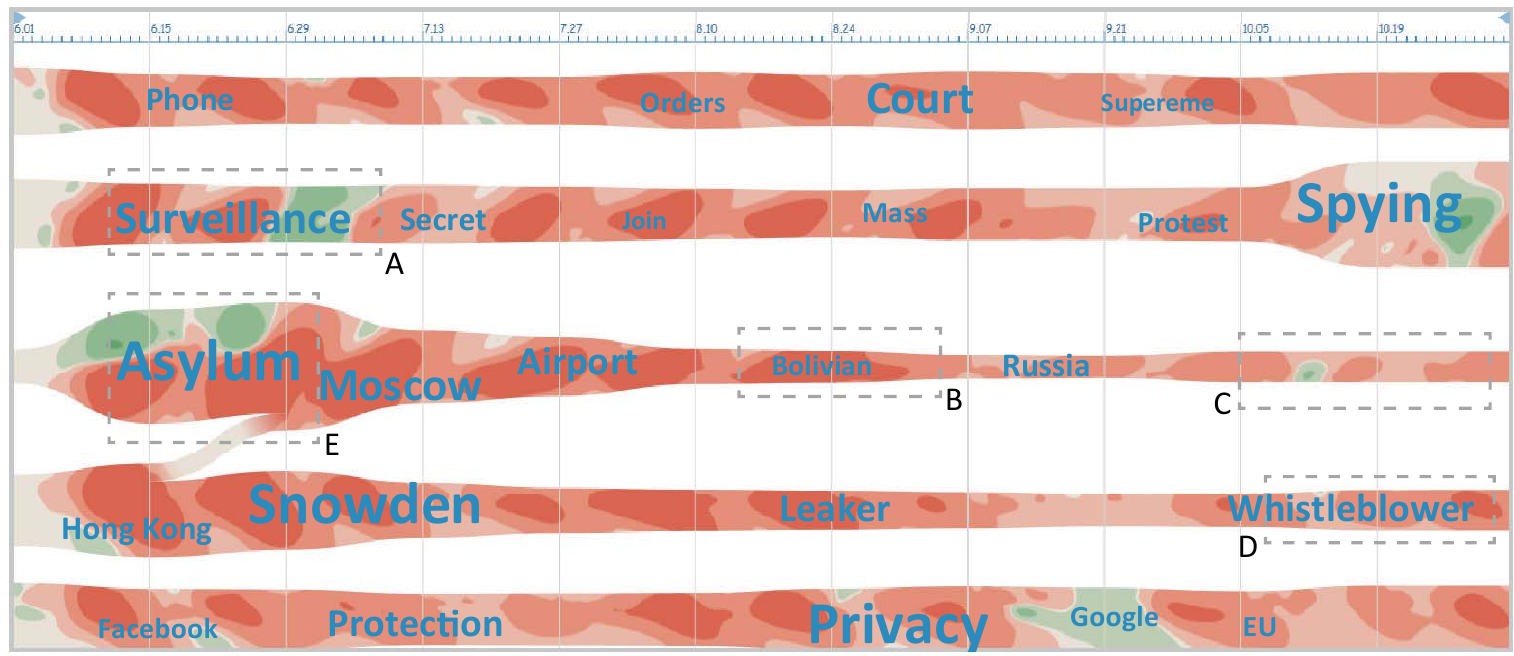 6.01 6.15 6.29 7.13 7.27 8.10 8.24 9.07 9.21 10.05 10.19
Phone Orders Court Supereme
Surveillance Secret Join Mass Protest Spying
A
Asylum Moscow Airport Bolivian Russia
B C
E
Hong Kong Snowden Leaker Whistleblower
D
Facebook Protection Privacy Google EU